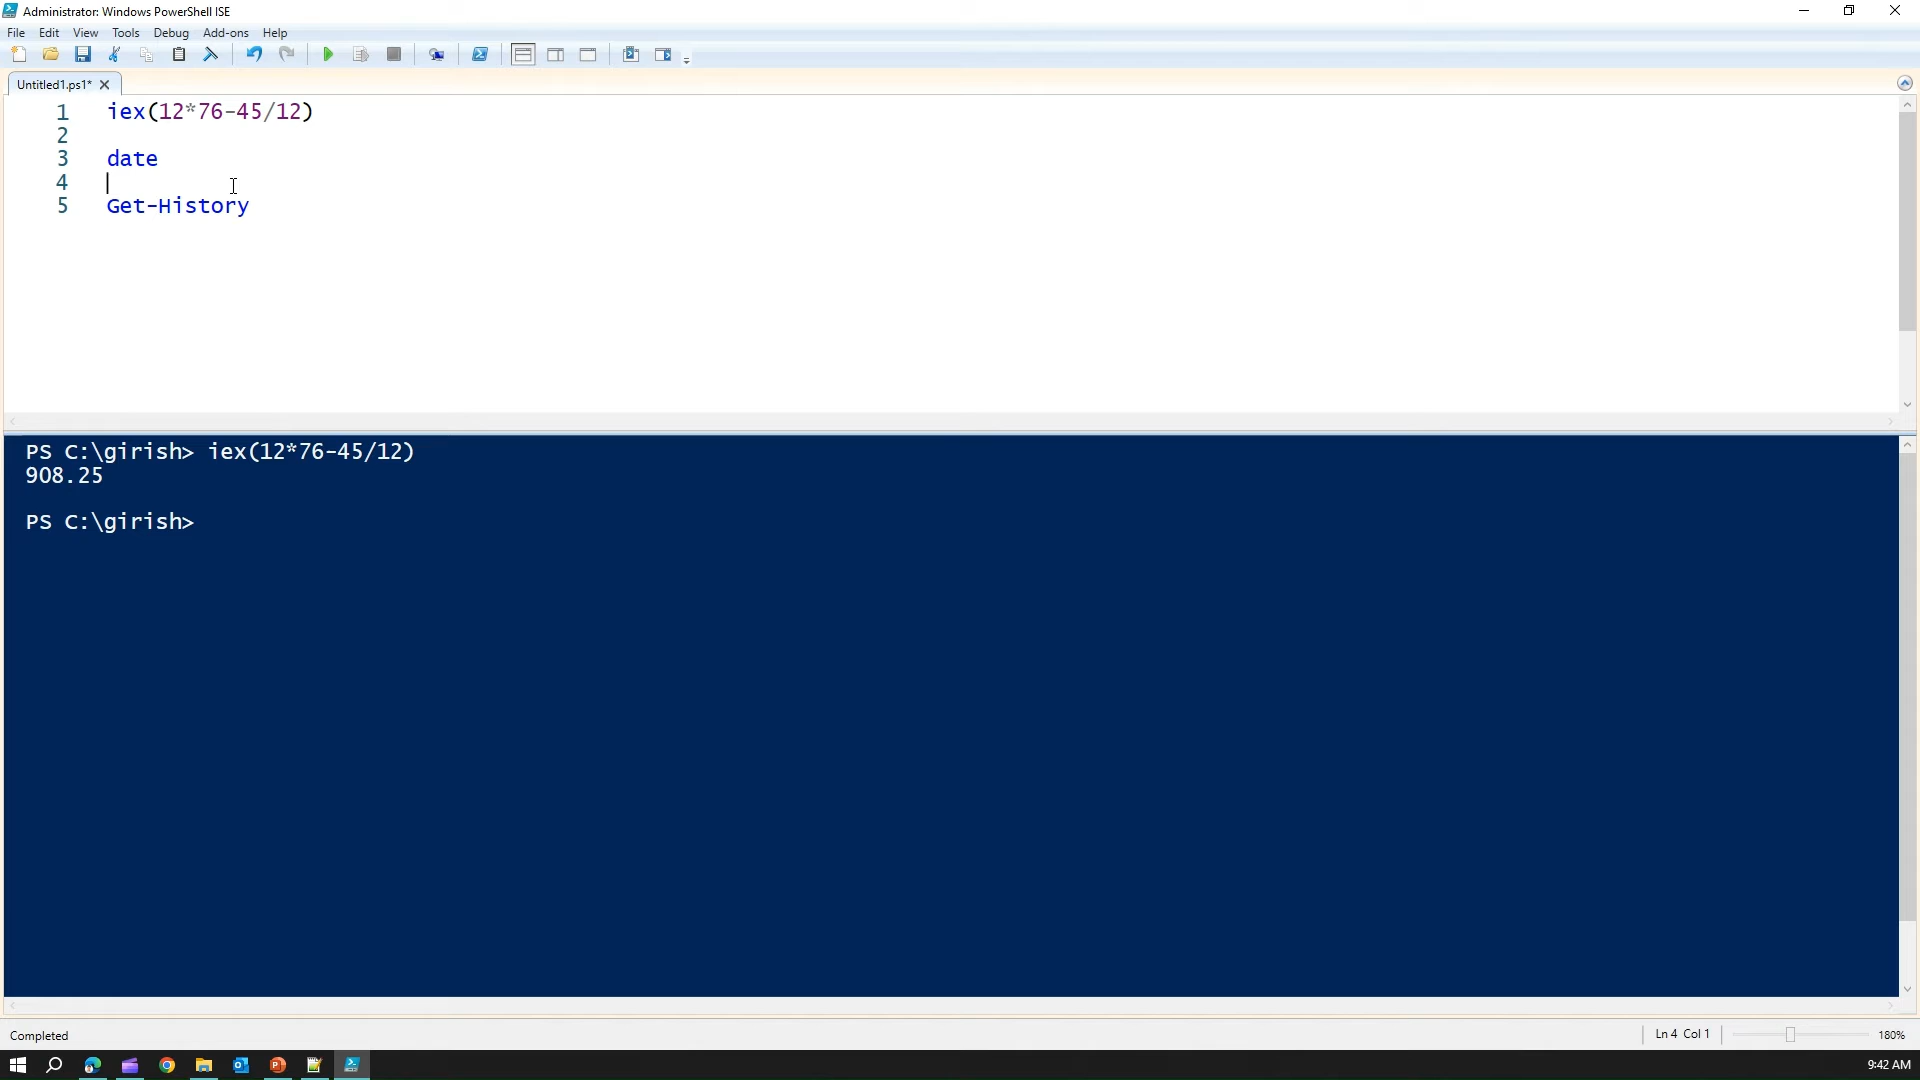 Administrator: Windows PowerShell ISE
File Edit View Tools Debug Add-ons Help
Untitled1.ps1*
1 iex(12*76-45/12)
2
3 date
4
5 Get-History
PS C:\girish> iex(12*76-45/12)
908.25
PS C:\girish>
Completed
Ln 4 Col 1
180%
9:42 AM